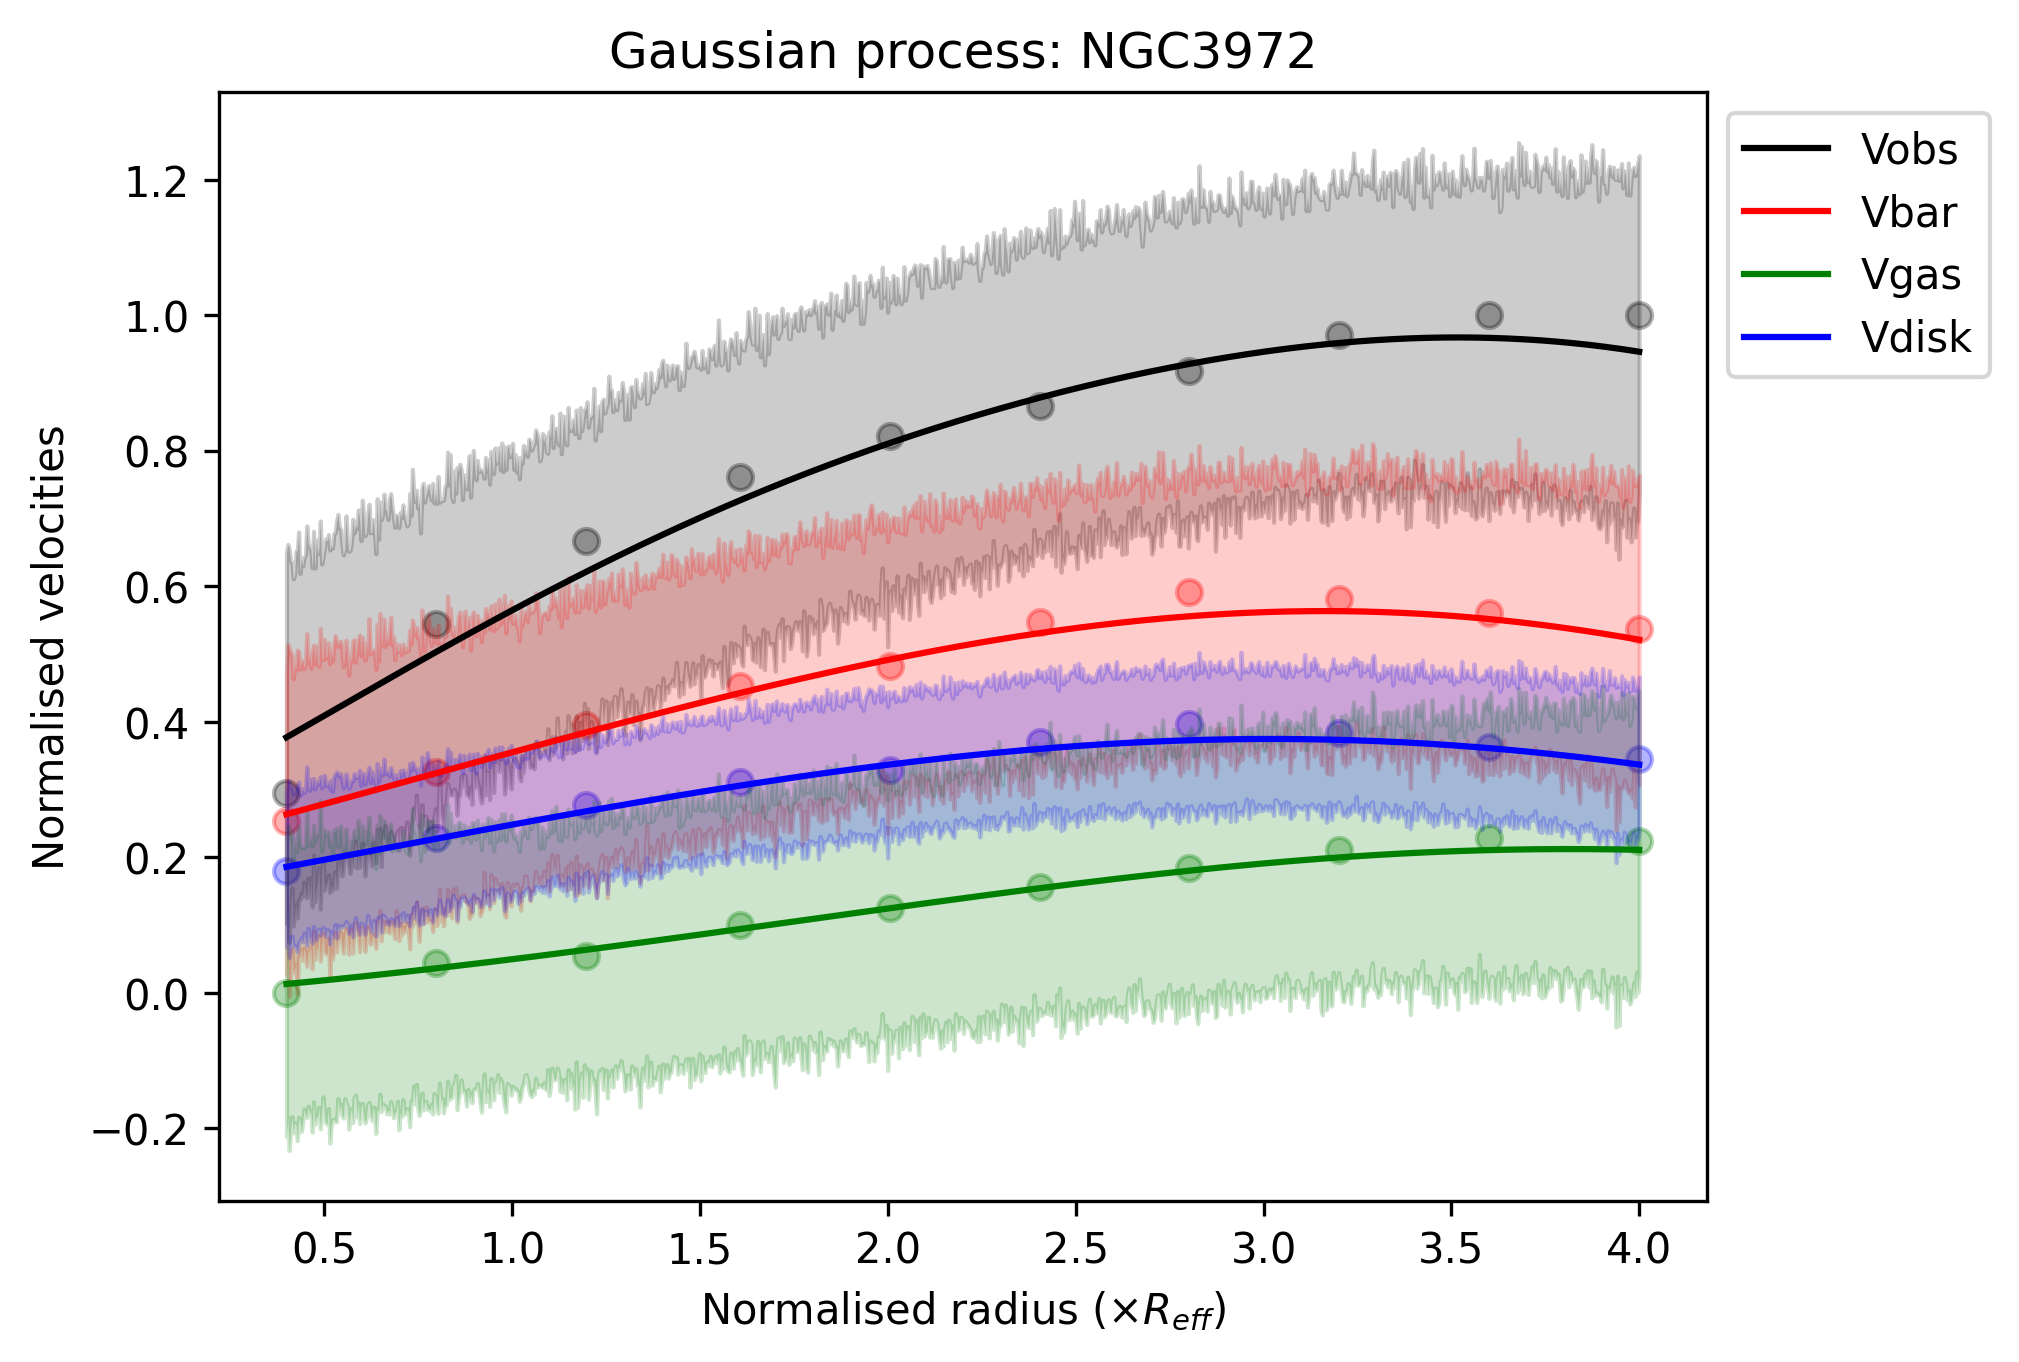 Gaussian process: NGC3972
Normalised velocities
1.2
1.0
0.8
0.6
0.4
0.2
0.0
−0.2
0.5 1.0 1.5 2.0 2.5 3.0 3.5 4.0
Normalised radius (×R_eff)
Vobs
Vbar
Vgas
Vdisk